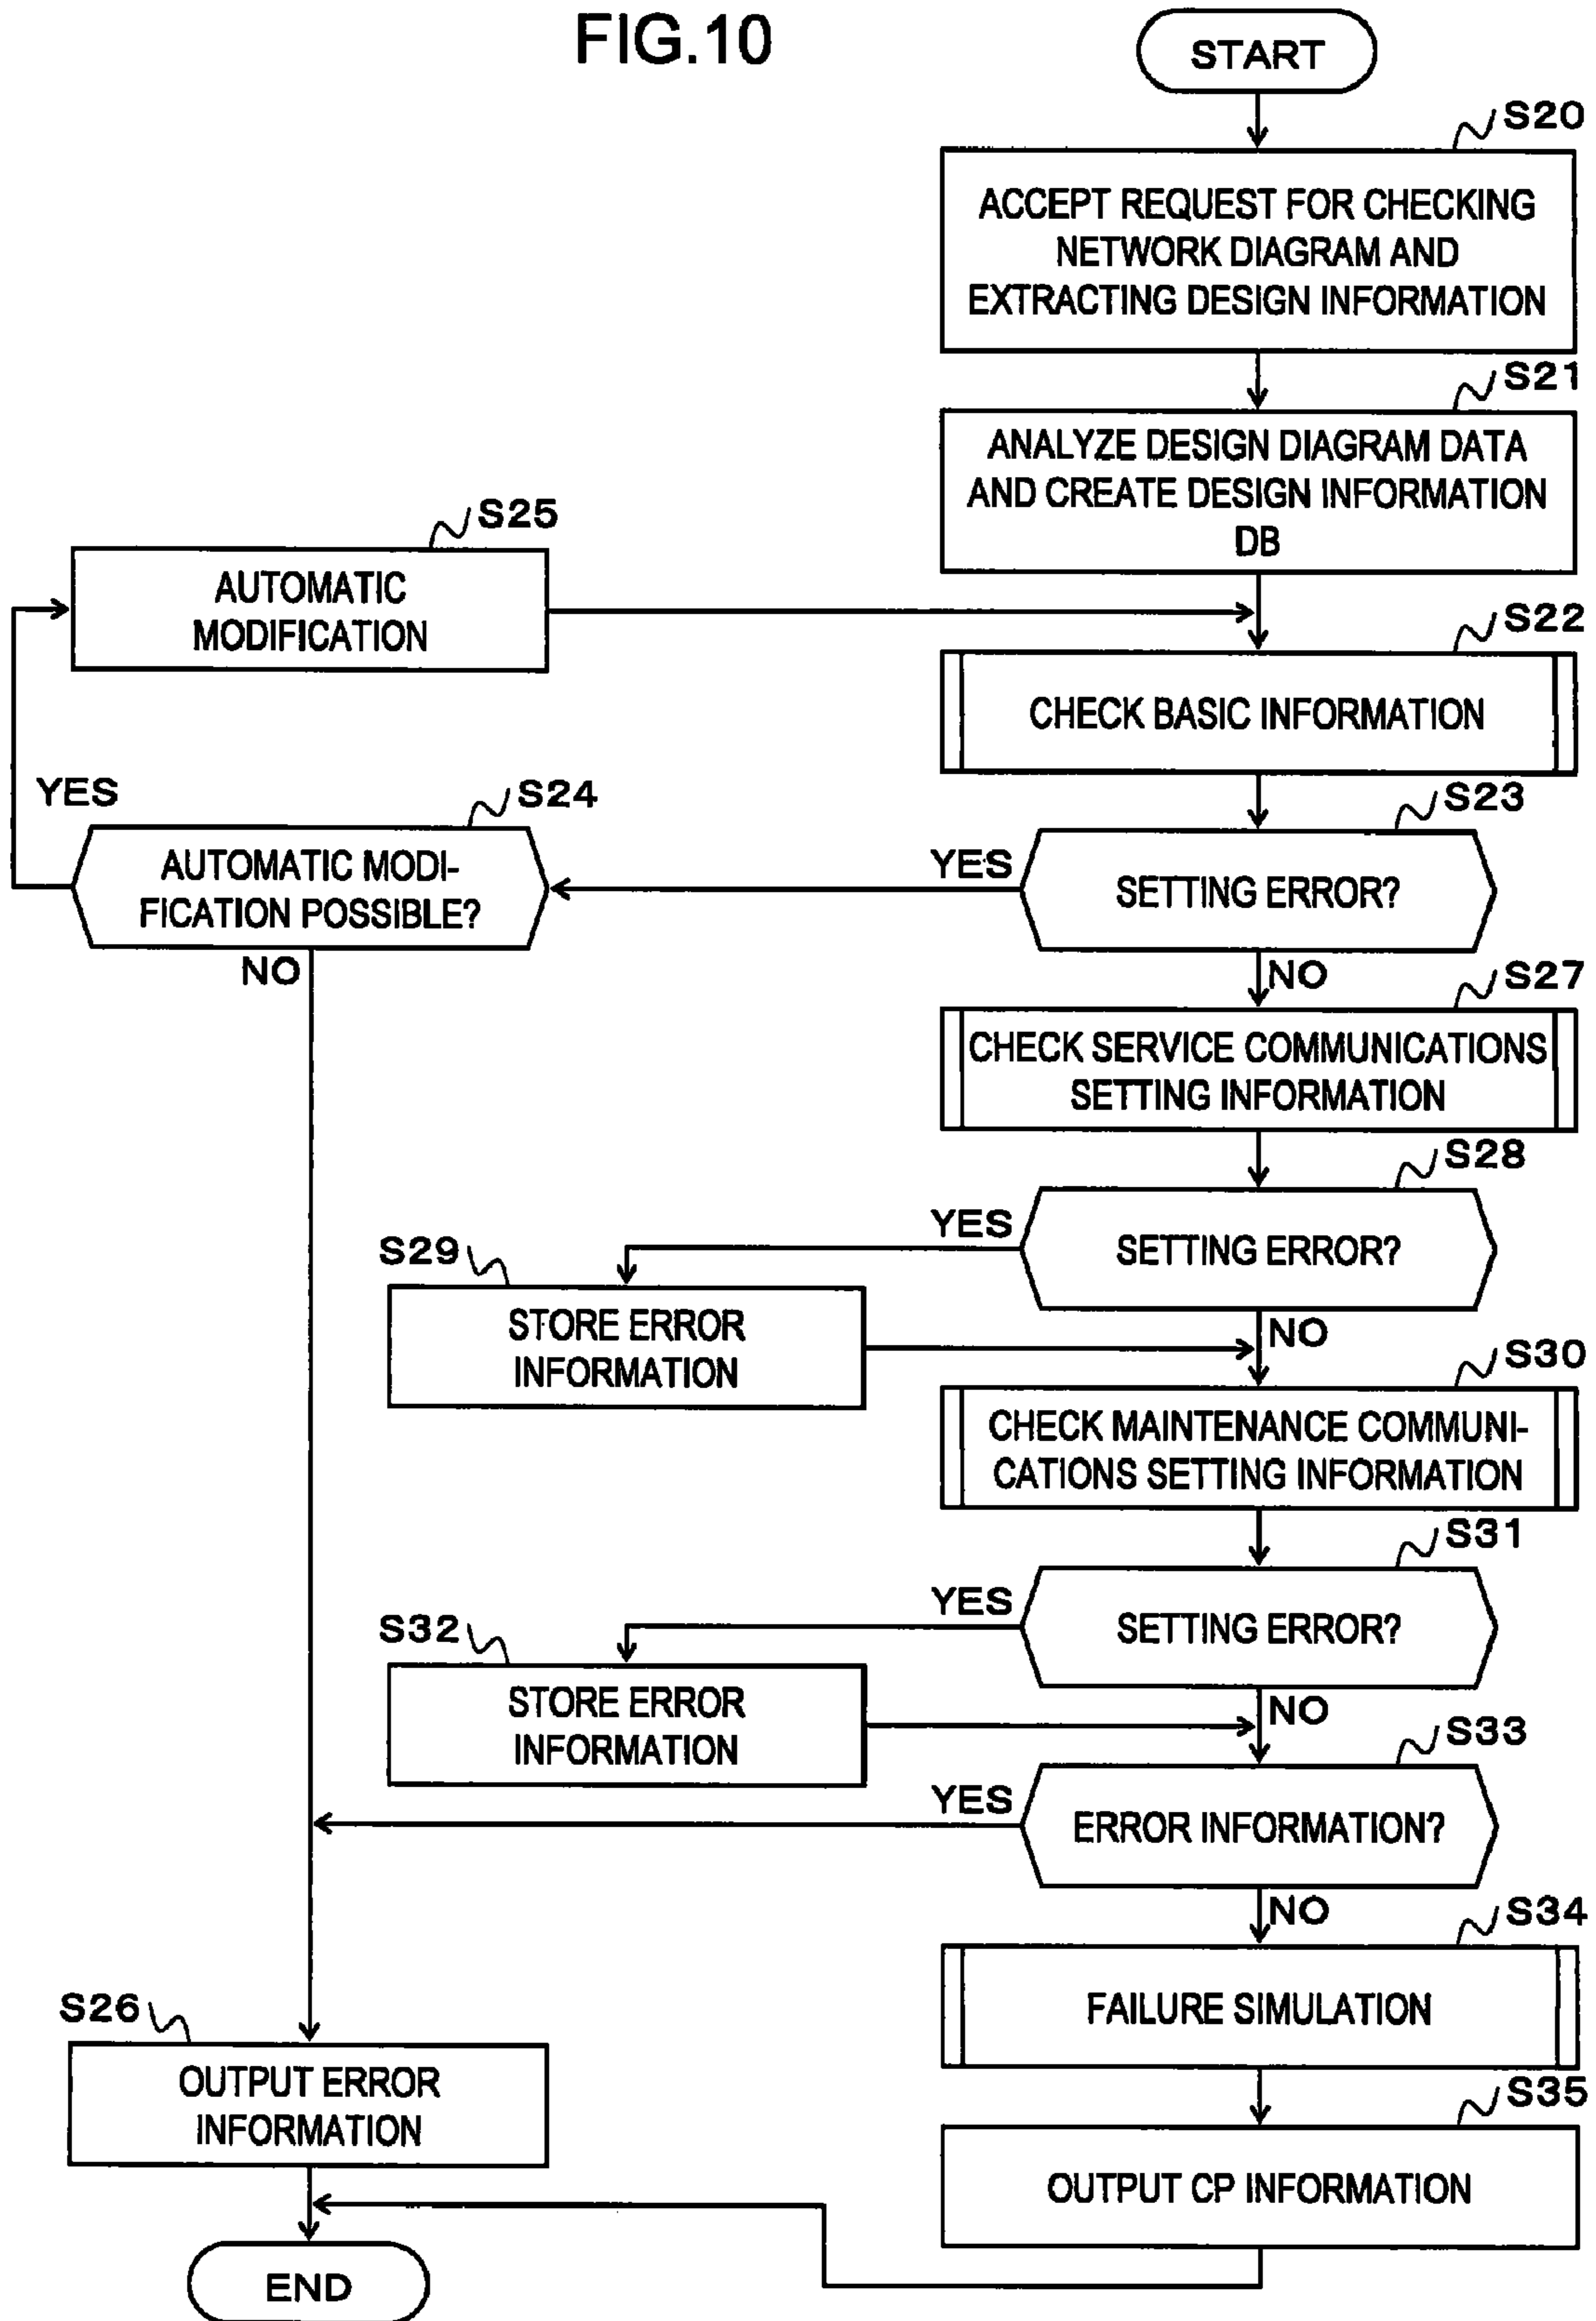 FIG.10
START
S20
ACCEPT REQUEST FOR CHECKING
NETWORK DIAGRAM AND
EXTRACTING DESIGN INFORMATION
S21
ANALYZE DESIGN DIAGRAM DATA
AND CREATE DESIGN INFORMATION
DB
S25
AUTOMATIC
MODIFICATION
S22
CHECK BASIC INFORMATION
YES
S24
AUTOMATIC MODI-
FICATION POSSIBLE?
NO
S23
YES
SETTING ERROR?
NO
S27
CHECK SERVICE COMMUNICATIONS
SETTING INFORMATION
S28
YES
SETTING ERROR?
NO
S29
STORE ERROR
INFORMATION
S30
CHECK MAINTENANCE COMMUNI-
CATIONS SETTING INFORMATION
S31
YES
SETTING ERROR?
NO
S32
STORE ERROR
INFORMATION
S33
YES
ERROR INFORMATION?
NO
S34
FAILURE SIMULATION
S26
OUTPUT ERROR
INFORMATION
S35
OUTPUT CP INFORMATION
END